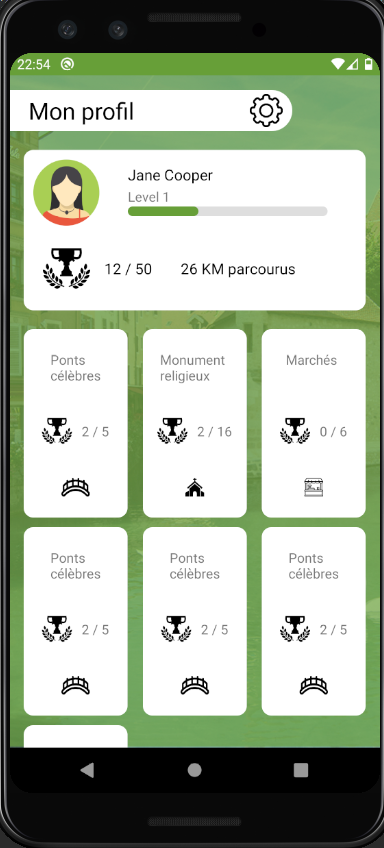 22:54
Mon profil
Jane Cooper
Level 1
12 / 50
26 KM parcourus
Ponts
célèbres
2 / 5
Monument
religieux
2 / 16
Marchés
0 / 6
Ponts
célèbres
2 / 5
Ponts
célèbres
2 / 5
Ponts
célèbres
2 / 5